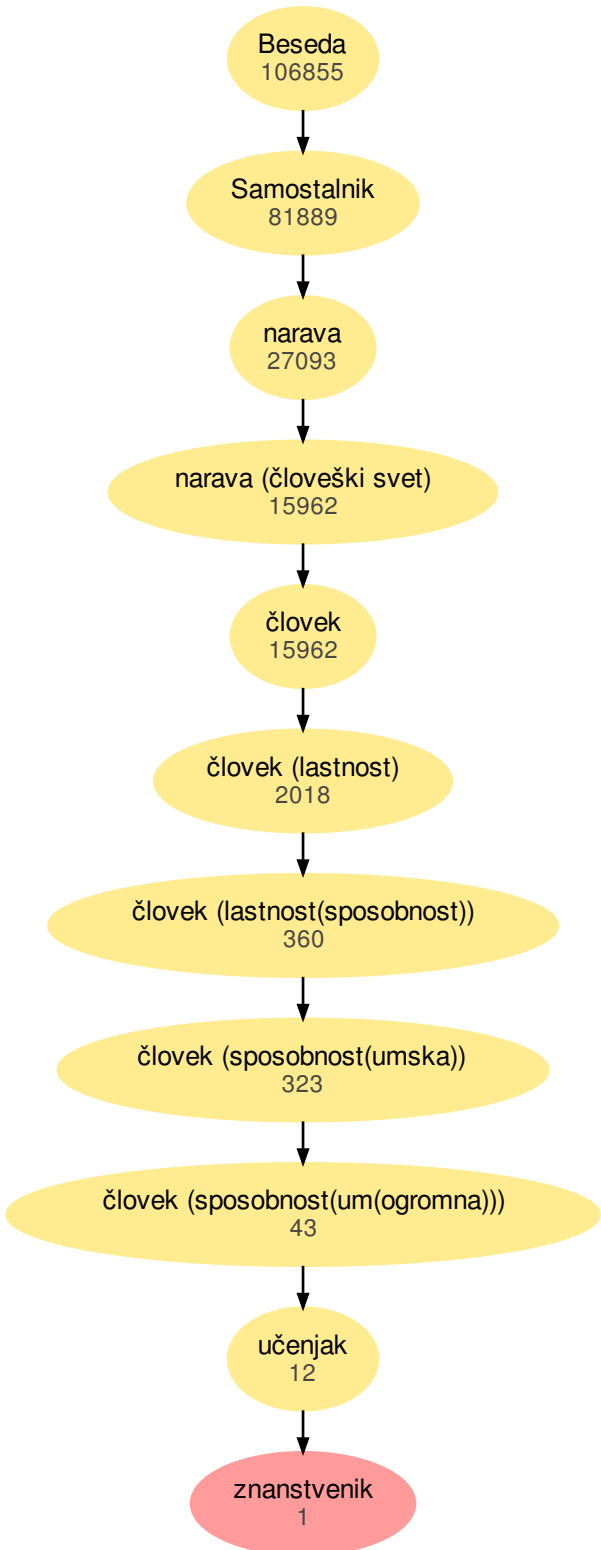 Beseda
106855
Samostalnik
81889
narava
27093
narava (človeški svet)
15962
človek
15962
človek (lastnost)
2018
človek (lastnost(sposobnost))
360
človek (sposobnost(umska))
323
človek (sposobnost(um(ogromna)))
43
učenjak
12
znanstvenik
1